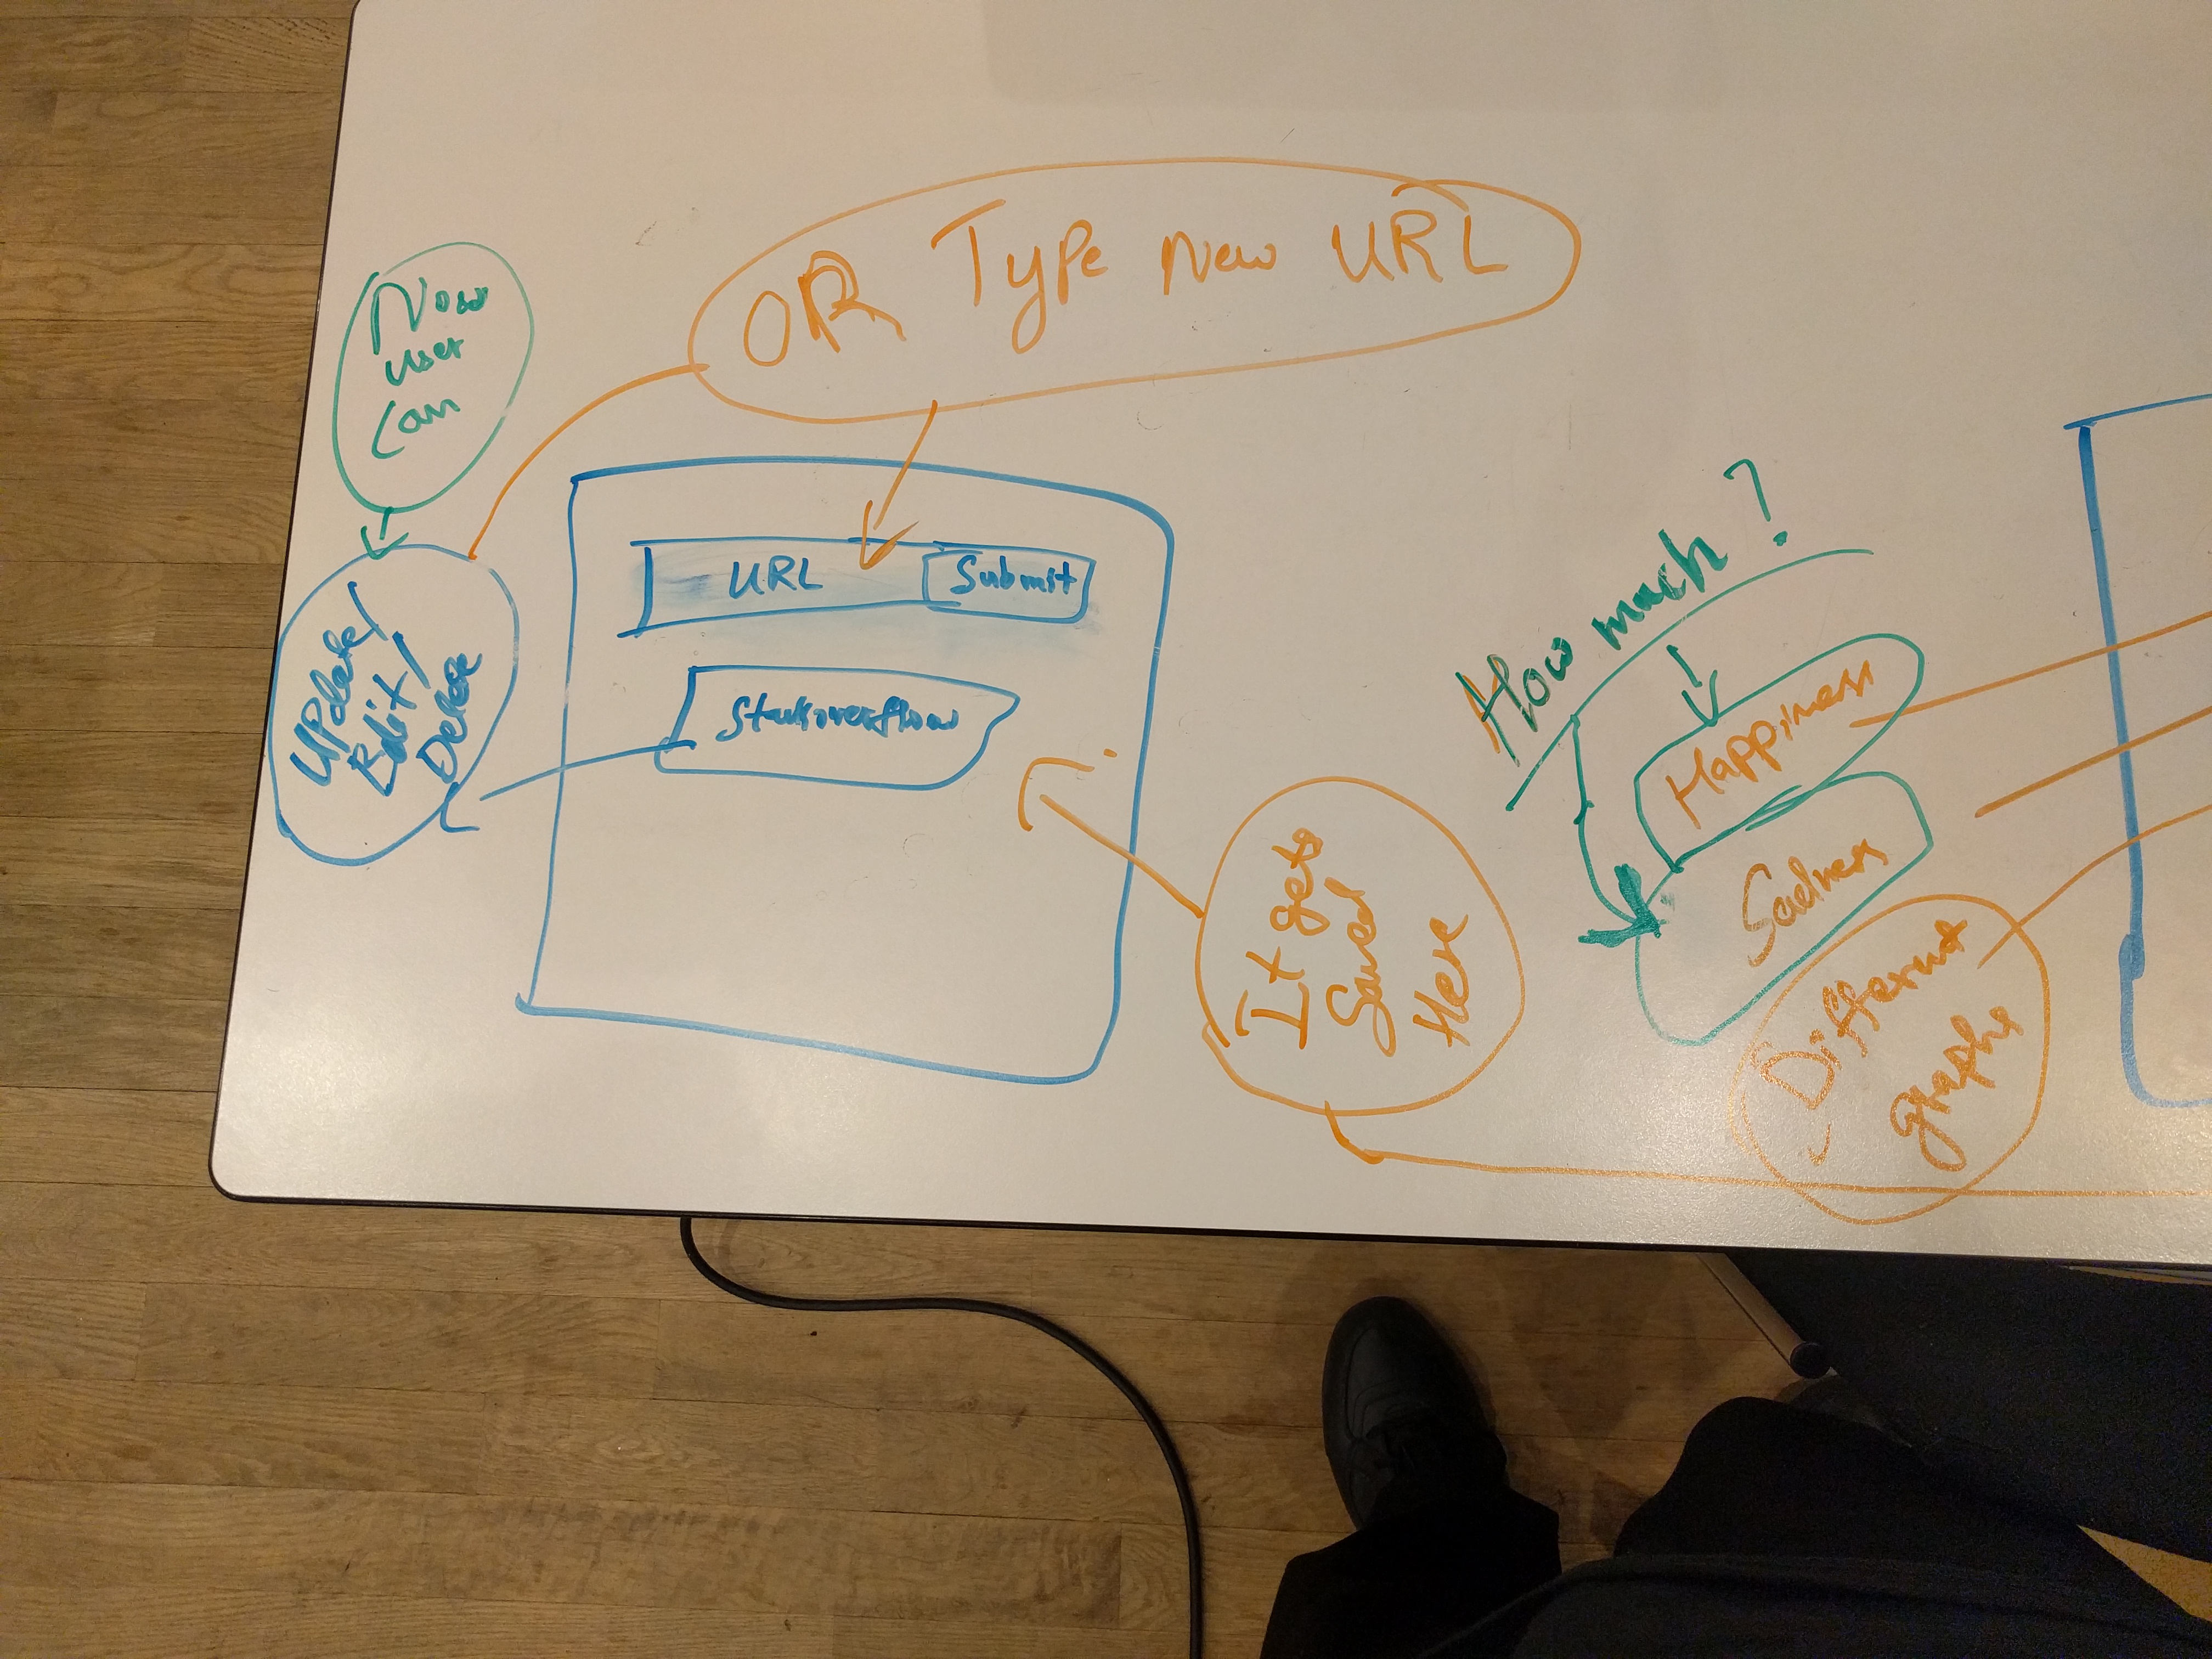 OR Type New URL
Now
user
can
URL
Submit
Stackoverflow
Update/
Edit/
Delete
It gets
Saved
Here
How much?
Happiness
Sadness
Different
graphs